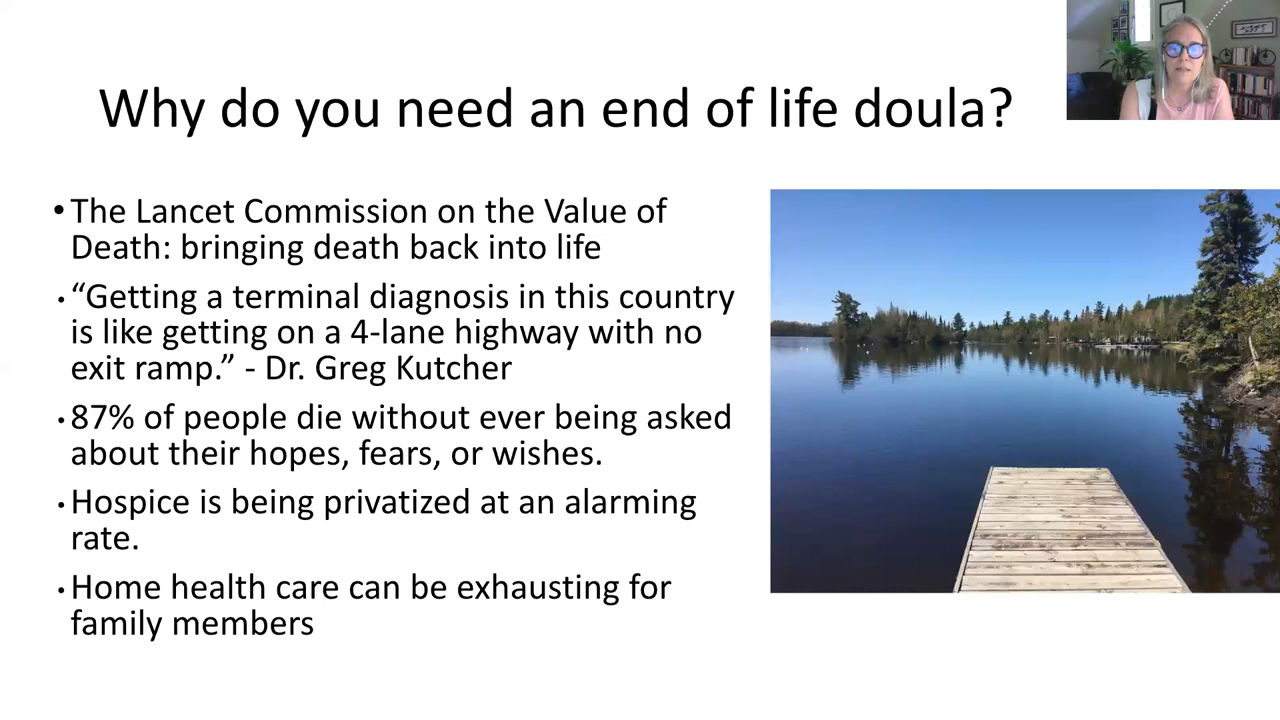 Why do you need an end of life doula?
• The Lancet Commission on the Value of
Death: bringing death back into life
• “Getting a terminal diagnosis in this country
is like getting on a 4-lane highway with no
exit ramp.” - Dr. Greg Kutcher
• 87% of people die without ever being asked
about their hopes, fears, or wishes.
• Hospice is being privatized at an alarming
rate.
• Home health care can be exhausting for
family members